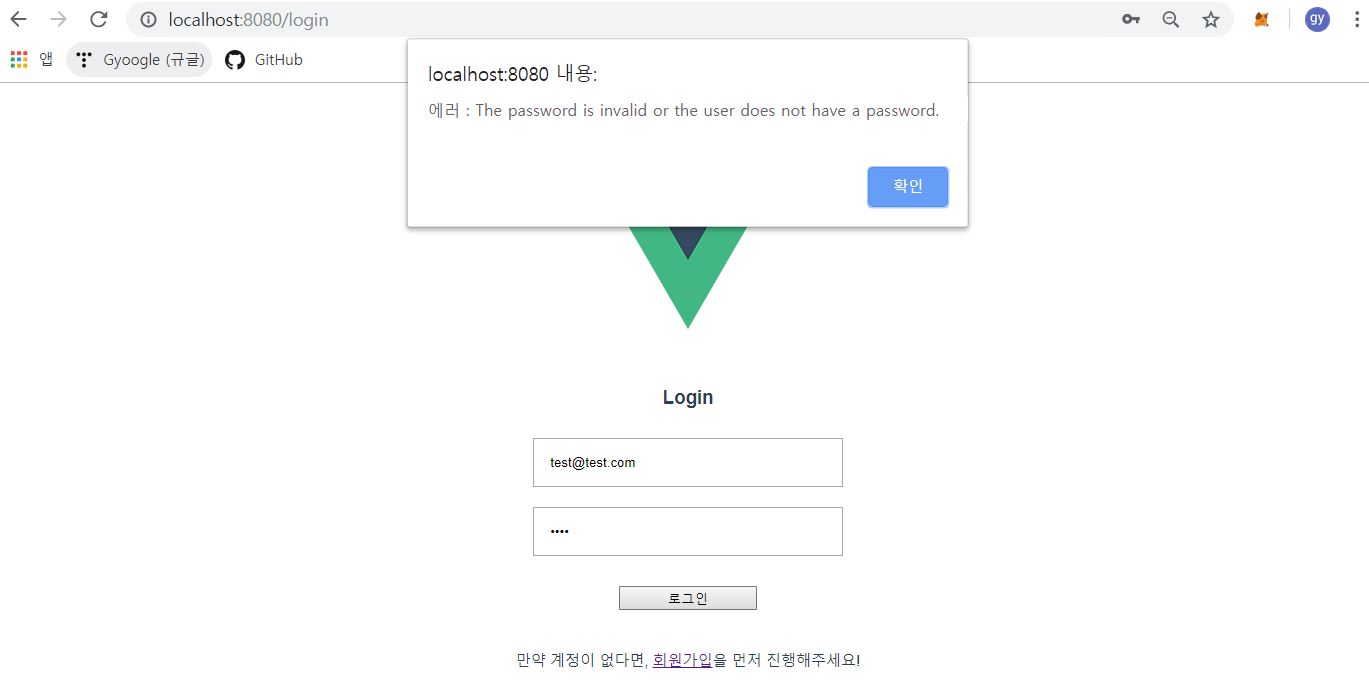 localhost:8080/login
gy
앱
Gyoogle (규글)
GitHub
localhost:8080 내용:
에러 : The password is invalid or the user does not have a password.
확인
Login
test@test.com
••••
로그인
만약 계정이 없다면, 회원가입을 먼저 진행해주세요!